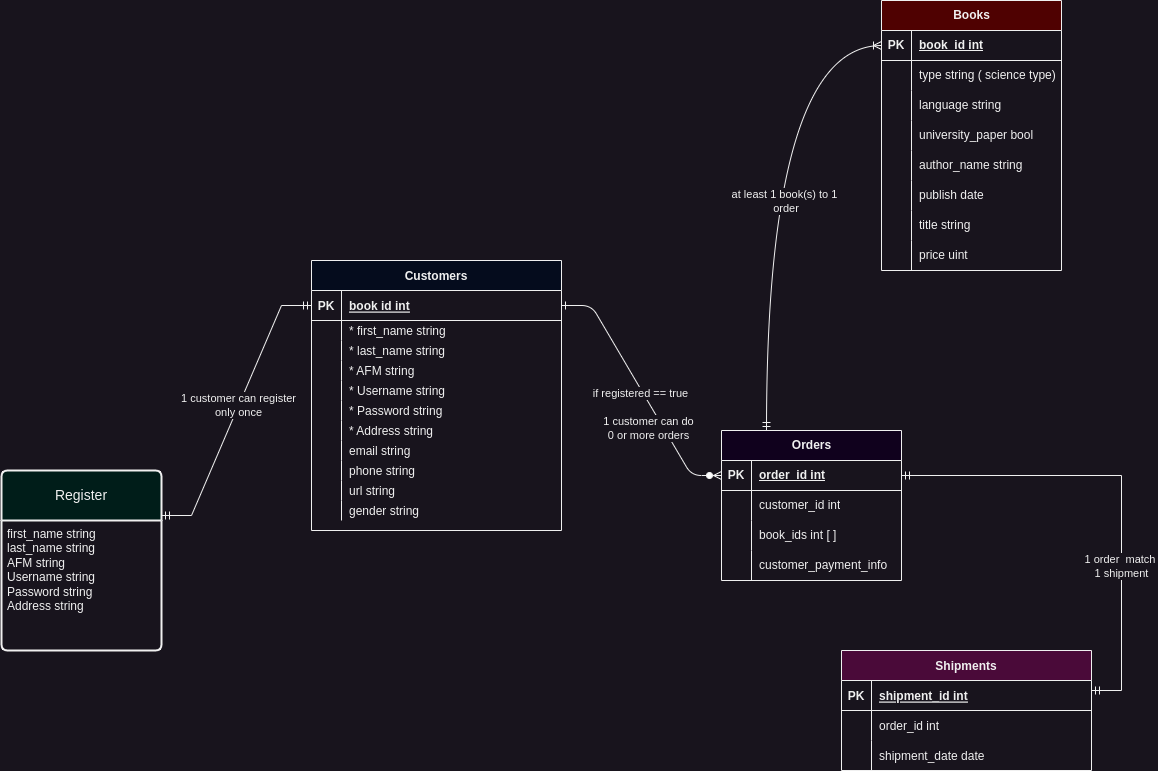 Books
PK book_id int
type string ( science type)
language string
university_paper bool
author_name string
publish date
title string
price uint
at least 1 book(s) to 1
order
Customers
PK book id int
* first_name string
* last_name string
* AFM string
* Username string
* Password string
* Address string
email string
phone string
url string
gender string
1 customer can register
only once
if registered == true
1 customer can do
0 or more orders
Register
first_name string
last_name string
AFM string
Username string
Password string
Address string
Orders
PK order_id int
customer_id int
book_ids int [ ]
customer_payment_info
1 order match
1 shipment
Shipments
PK shipment_id int
order_id int
shipment_date date